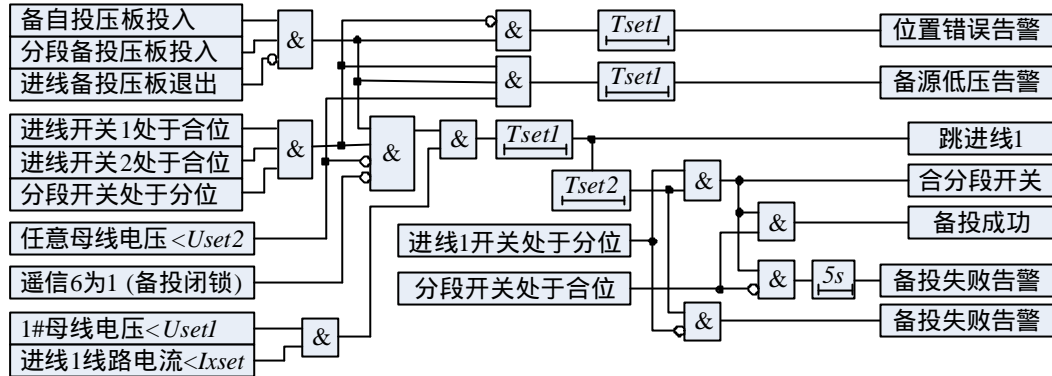 备自投压板投入
分段备投压板投入
进线备投压板退出
&
&
Tset1
位置错误告警
&
Tset1
备源低压告警
进线开关1处于合位
进线开关2处于合位
分段开关处于分位
&
&
&
Tset1
跳进线1
Tset2
&
合分段开关
任意母线电压<Uset2
进线1开关处于分位
&
备投成功
遥信6为1 (备投闭锁)
分段开关处于合位
&
5s
备投失败告警
1#母线电压<Uset1
进线1线路电流<Ixset
&
&
备投失败告警